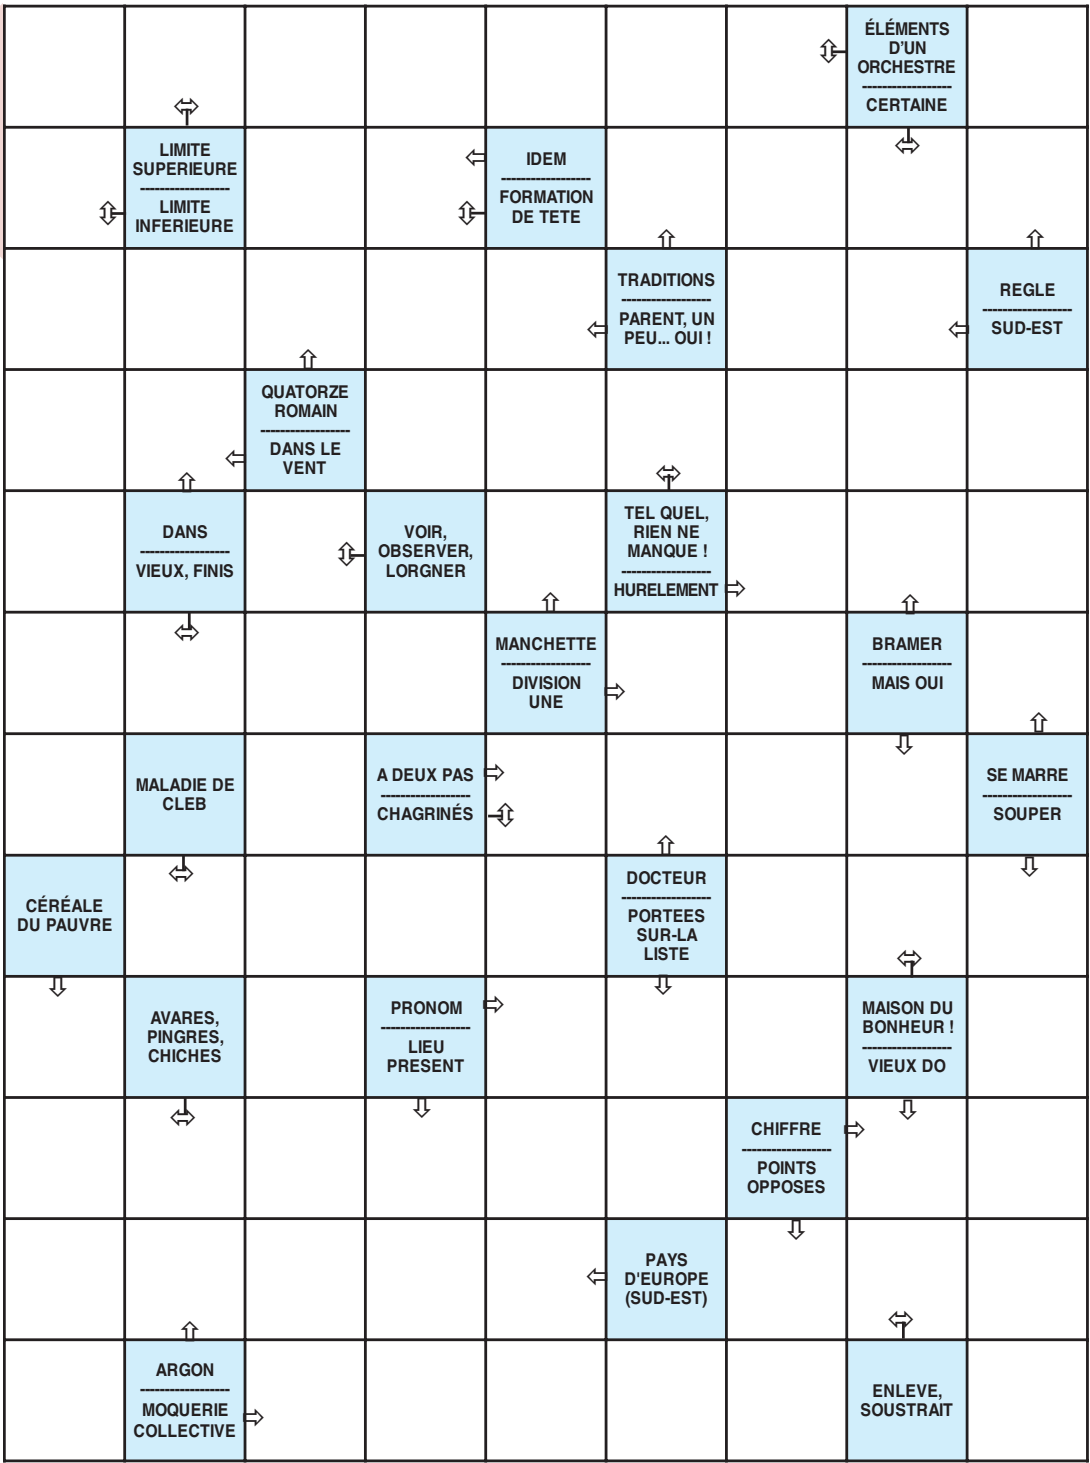 ÉLÉMENTS
D'UN
ORCHESTRE
-------------------
CERTAINE
LIMITE
SUPERIEURE
-------------------
LIMITE
INFERIEURE
IDEM
-------------------
FORMATION
DE TETE
TRADITIONS
-------------------
PARENT, UN
PEU... OUI !
REGLE
-------------------
SUD-EST
QUATORZE
ROMAIN
-------------------
DANS LE
VENT
DANS
-------------------
VIEUX, FINIS
VOIR,
OBSERVER,
LORGNER
TEL QUEL,
RIEN NE
MANQUE !
-------------------
HURELEMENT
MANCHETTE
-------------------
DIVISION
UNE
BRAMER
-------------------
MAIS OUI
MALADIE DE
CLEB
A DEUX PAS
-------------------
CHAGRINÉS
SE MARRE
-------------------
SOUPER
CÉRÉALE
DU PAUVRE
DOCTEUR
-------------------
PORTEES
SUR-LA
LISTE
AVARES,
PINGRES,
CHICHES
PRONOM
-------------------
LIEU
PRESENT
MAISON DU
BONHEUR !
-------------------
VIEUX DO
CHIFFRE
-------------------
POINTS
OPPOSES
PAYS
D'EUROPE
(SUD-EST)
ARGON
-------------------
MOQUERIE
COLLECTIVE
ENLEVE,
SOUSTRAIT